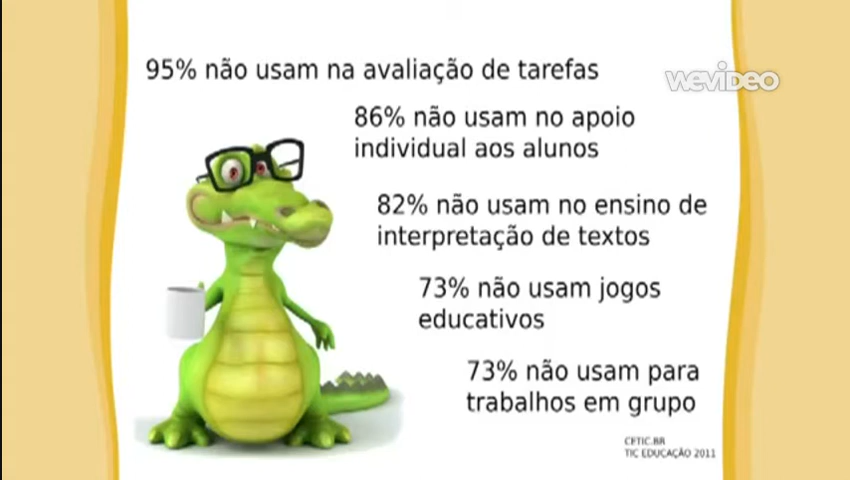 95% não usam na avaliação de tarefas
wevideo
86% não usam no apoio
individual aos alunos
82% não usam no ensino de
interpretação de textos
73% não usam jogos
educativos
73% não usam para
trabalhos em grupo
CFTIC.BR
TIC EDUCAÇÃO 2011